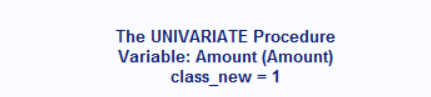 The UNIVARIATE Procedure
Variable: Amount (Amount)
class_new = 1